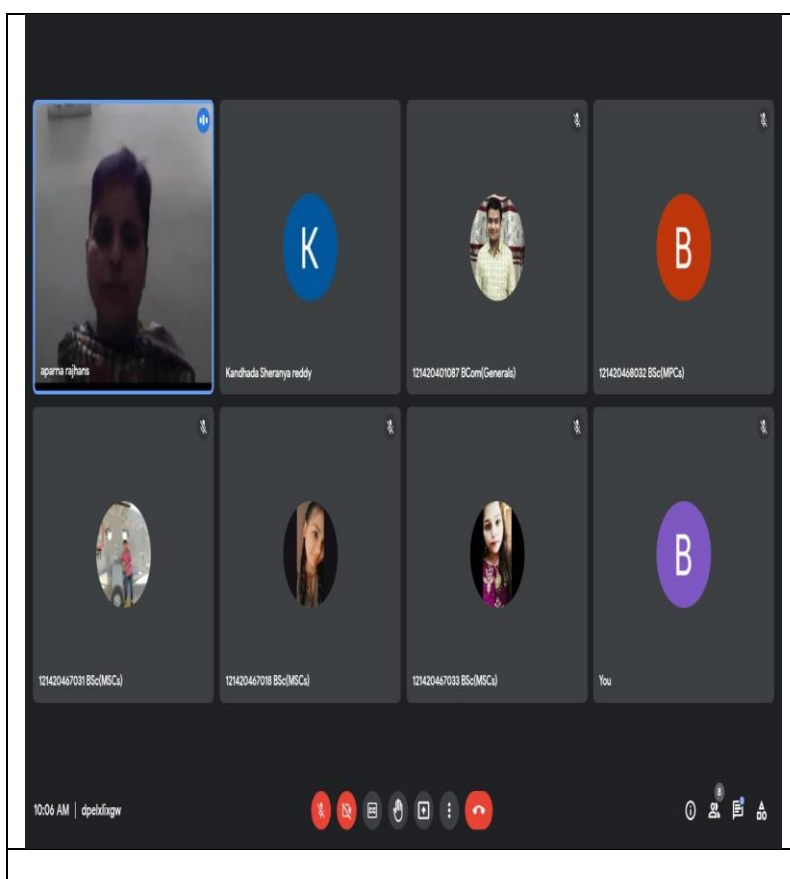 aparna rajhans
K
Kandhada Sheranya reddy
121420401087 BCom(Generals)
B
121420468032 BSc(MPCs)
121420467031 BSc(MSCs)
121420467018 BSc(MSCs)
121420467033 BSc(MSCs)
B
You
10:06 AM | dpelxlixgw
8